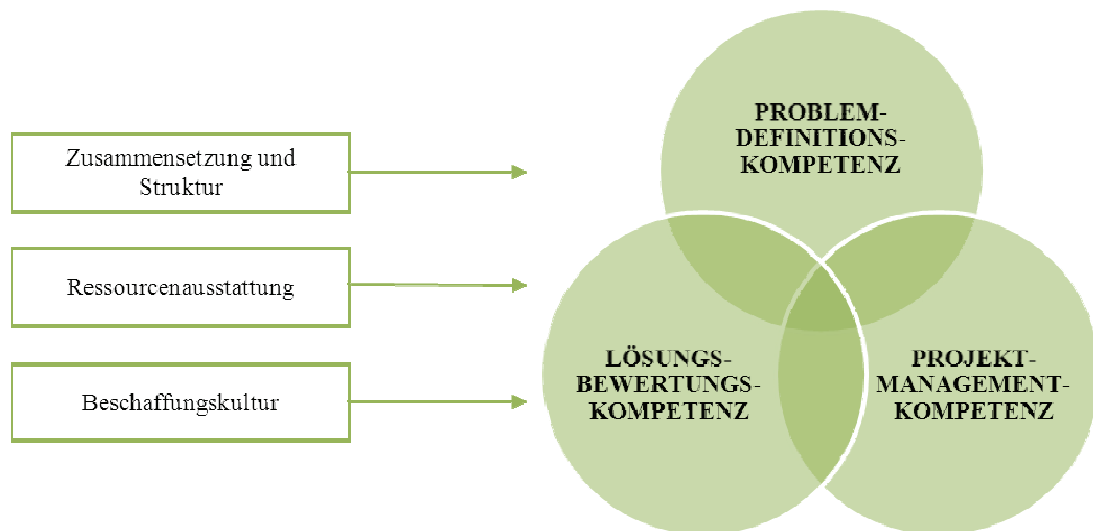 Zusammensetzung und
Struktur
Ressourcenausstattung
Beschaffungskultur
PROBLEM-
DEFINITIONS-
KOMPETENZ
LÖSUNGS-
BEWERTUNGS-
KOMPETENZ
PROJEKT-
MANAGEMENT-
KOMPETENZ